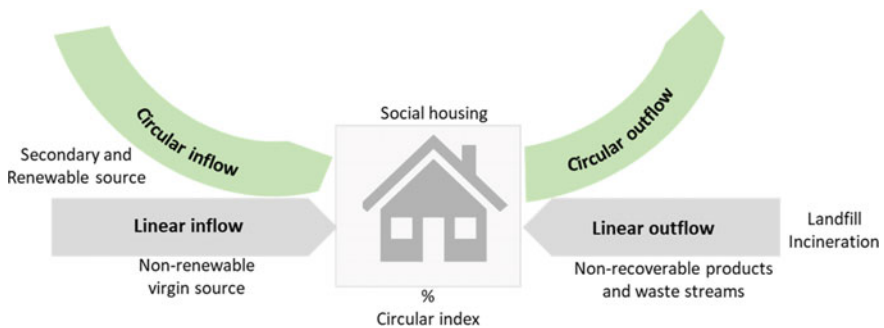 Circular inflow
Secondary and
Renewable source
Linear inflow
Non-renewable
virgin source
Social housing
%
Circular index
Circular outflow
Linear outflow
Non-recoverable products
and waste streams
Landfill
Incineration